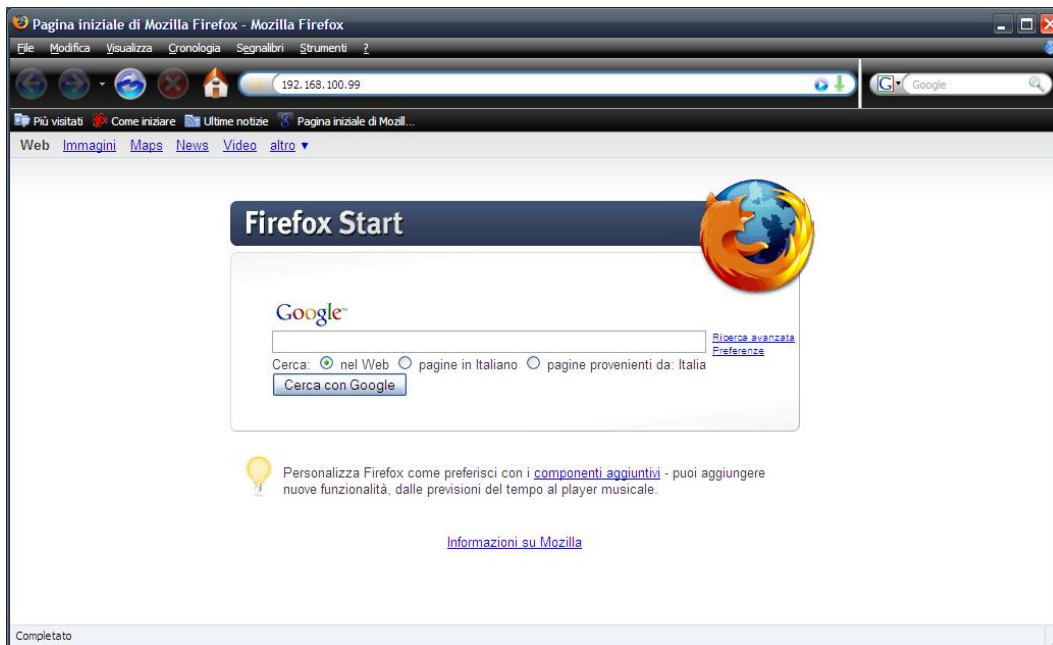 Pagina iniziale di Mozilla Firefox - Mozilla Firefox
File Modifica Visualizza Cronologia Segnalibri Strumenti ?
192.168.100.99 G Google
Più visitati Come iniziare Ultime notizie Pagina iniziale di Mozill...
Web Immagini Maps News Video altro ▼
Firefox Start
Google™
Ricerca avanzata
Preferenze
Cerca: nel Web pagine in Italiano pagine provenienti da: Italia
Cerca con Google
Personalizza Firefox come preferisci con i componenti aggiuntivi - puoi aggiungere
nuove funzionalità, dalle previsioni del tempo al player musicale.
Informazioni su Mozilla
Completato